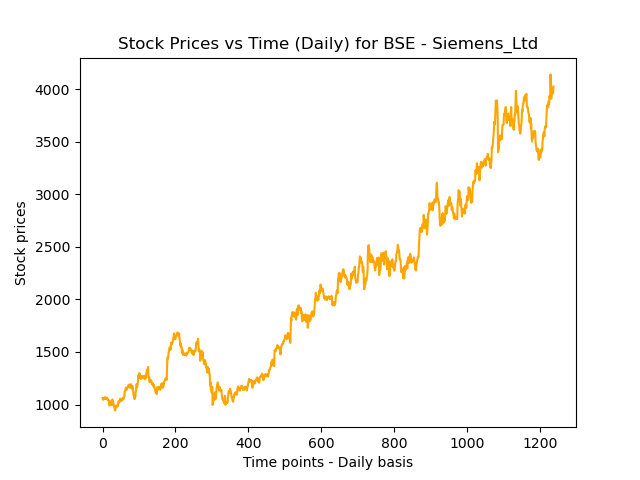 Stock Prices vs Time (Daily) for BSE - Siemens_Ltd
Stock prices
4000
3500
3000
2500
2000
1500
1000
0 200 400 600 800 1000 1200
Time points - Daily basis